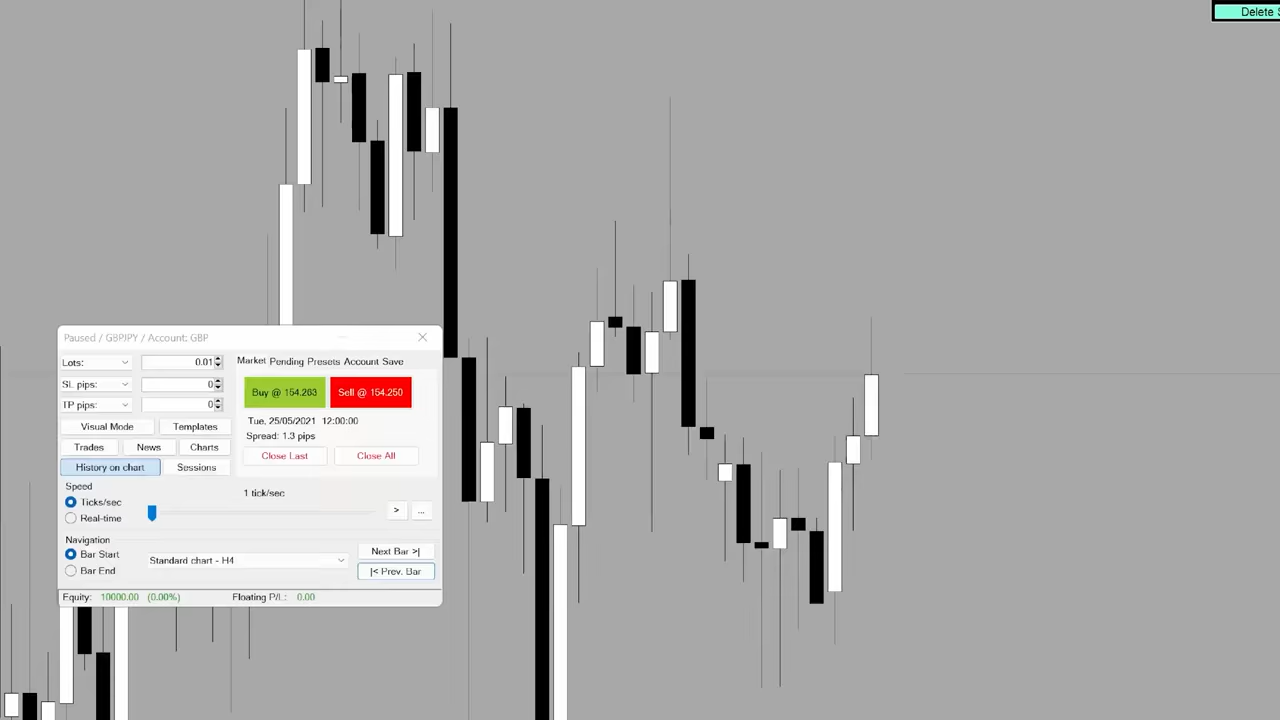 Delete S
Paused / GBPJPY / Account: GBP
Lots: 0.01
SL pips: 0
TP pips: 0
Visual Mode Templates
Trades News Charts
History on chart Sessions
Market Pending Presets Account Save
Buy @ 154.263 Sell @ 154.250
Tue, 25/05/2021 12:00:00
Spread: 1.3 pips
Close Last Close All
Speed
1 tick/sec
Ticks/sec
> ...
Real-time
Navigation
Bar Start
Bar End
Standard chart - H4
Next Bar >|
|< Prev. Bar
Equity: 10000.00 (0.00%) Floating P/L: 0.00